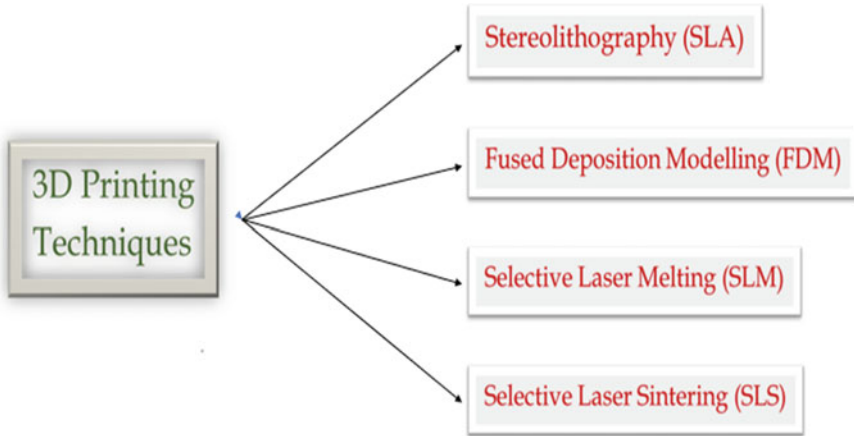 3D Printing
Techniques
Stereolithography (SLA)
Fused Deposition Modelling (FDM)
Selective Laser Melting (SLM)
Selective Laser Sintering (SLS)